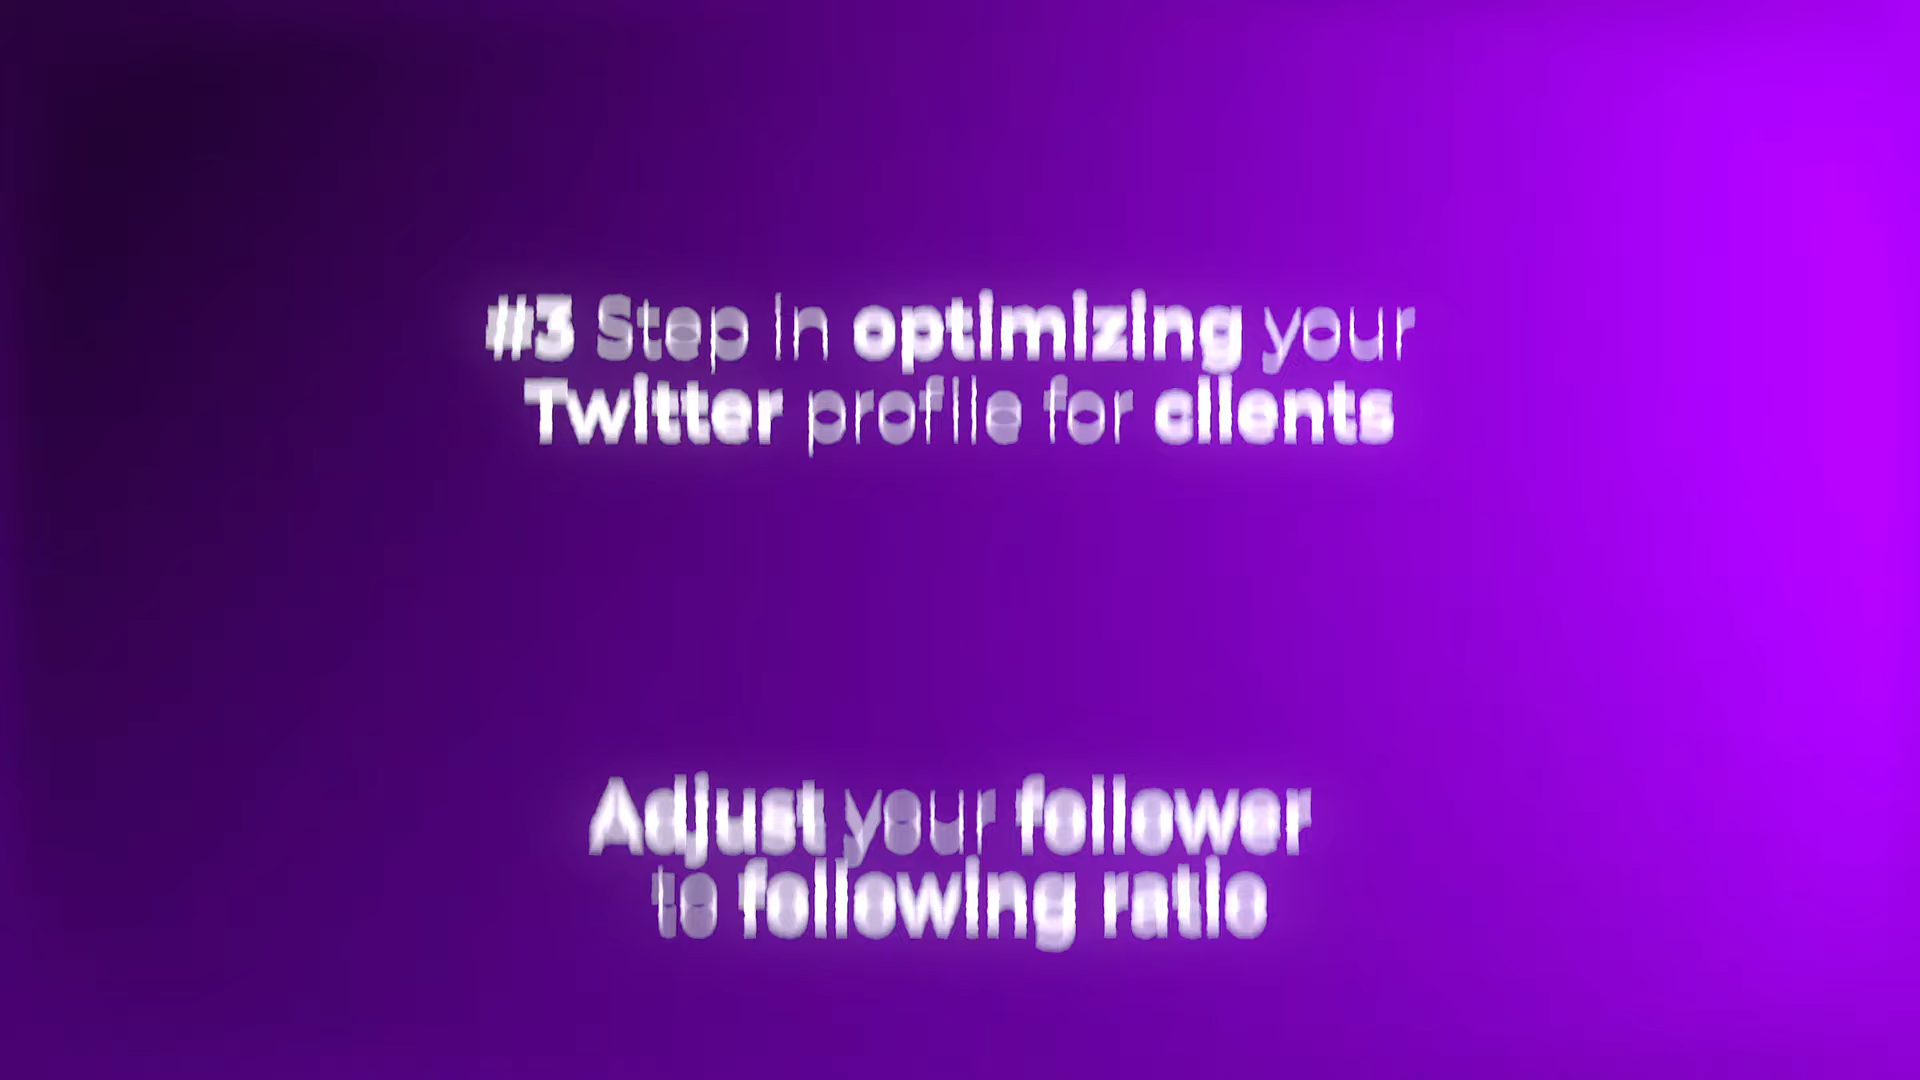 #3 Step in optimizing your
Twitter profile for clients
Adjust your follower
to following ratio